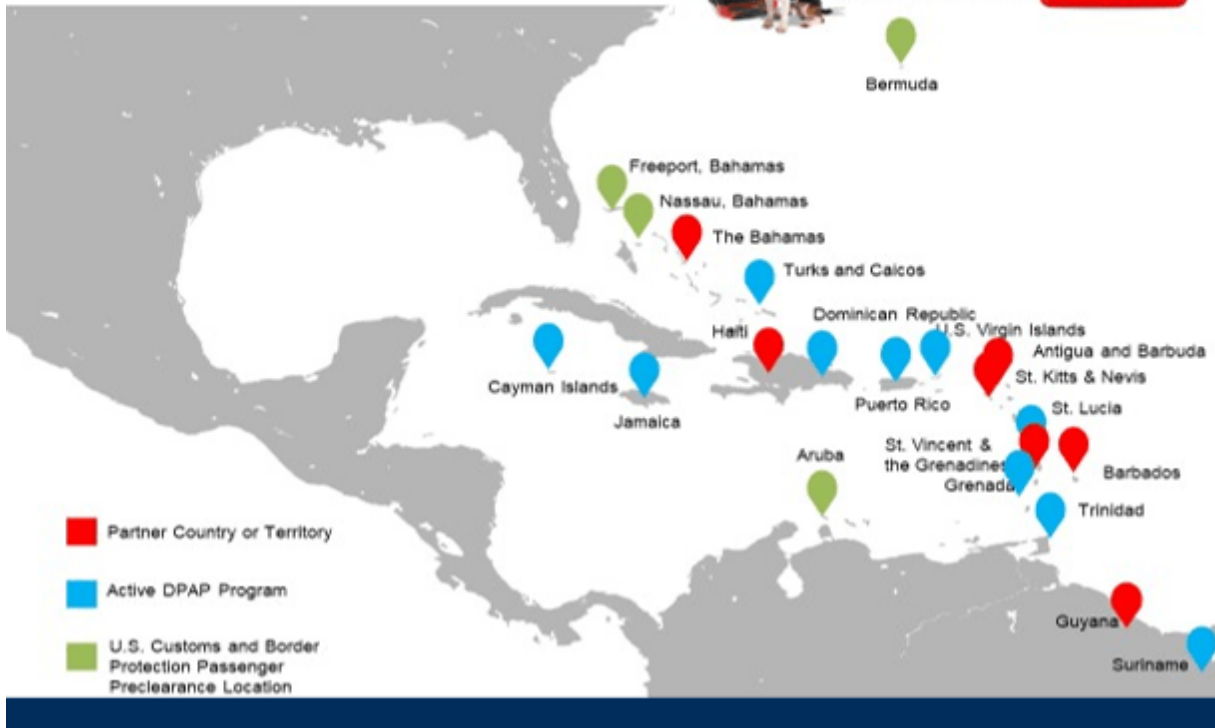 Bermuda
Freeport, Bahamas
Nassau, Bahamas
The Bahamas
Turks and Caicos
Dominican Republic
Haiti
U.S. Virgin Islands
Antigua and Barbuda
St. Kitts & Nevis
Cayman Islands
Puerto Rico
Jamaica
St. Lucia
St. Vincent &
the Grenadines
Grenada
Barbados
Aruba
Trinidad
Partner Country or Territory
Active DPAP Program
Guyana
U.S. Customs and Border
Protection Passenger
Preclearance Location
Suriname